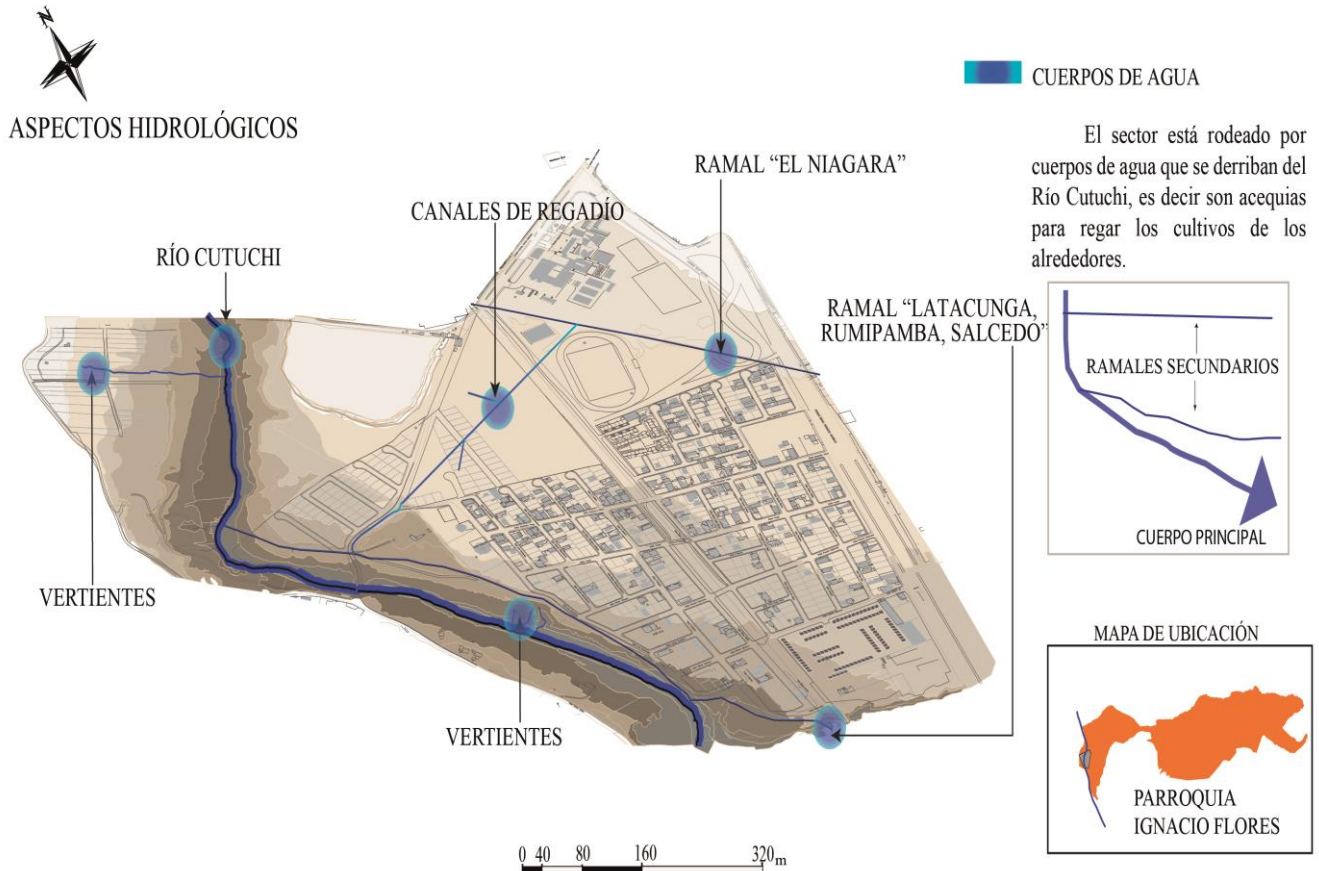 N
ASPECTOS HIDROLÓGICOS
CUERPOS DE AGUA
El sector está rodeado por
cuerpos de agua que se derriban del
Río Cutuchi, es decir son acequias
para regar los cultivos de los
alrededores.
RAMAL “EL NIAGARA”
CANALES DE REGADÍO
RÍO CUTUCHI
RAMAL “LATACUNGA,
RUMIPAMBA, SALCEDO”
RAMALES SECUNDARIOS
CUERPO PRINCIPAL
VERTIENTES
VERTIENTES
MAPA DE UBICACIÓN
PARROQUIA
IGNACIO FLORES
0 40 80 160 320 m